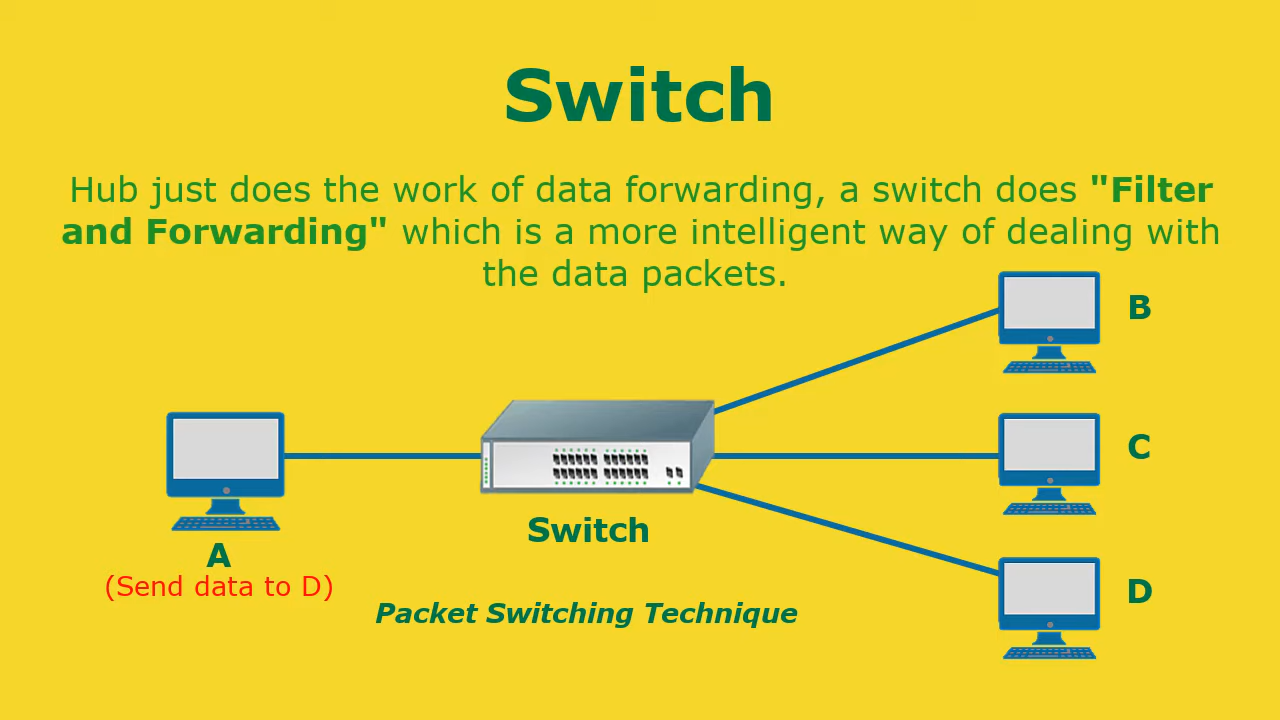 Switch
Hub just does the work of data forwarding, a switch does "Filter
and Forwarding" which is a more intelligent way of dealing with
the data packets.
B
C
Switch
A
(Send data to D)
D
Packet Switching Technique